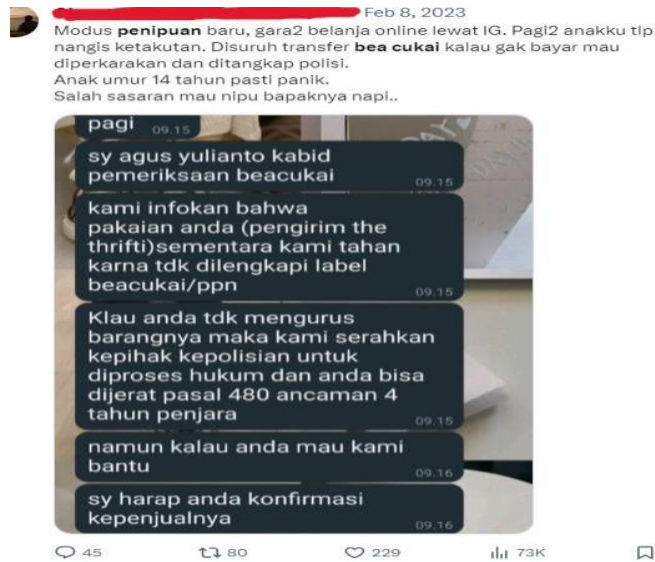 Feb 8, 2023
Modus penipuan baru, gara2 belanja online lewat IG. Pagi2 anakku tlp
nangis ketakutan. Disuruh transfer bea cukai kalau gak bayar mau
diperkarakan dan ditangkap polisi.
Anak umur 14 tahun pasti panik.
Salah sasaran mau nipu bapaknya napi..
pagi 09.15
sy agus yulianto kabid
pemeriksaan beacukai 09.15
kami infokan bahwa
pakaian anda (pengirim the
thrifti)sementara kami tahan
karna tdk dilengkapi label
beacukai/ppn 09.15
Klau anda tdk mengurus
barangnya maka kami serahkan
kepihak kepolisian untuk
diproses hukum dan anda bisa
dijerat pasal 480 ancaman 4
tahun penjara 09.15
namun kalau anda mau kami
bantu 09.16
sy harap anda konfirmasi
kepenjualnya 09.16
45 80 229 73K